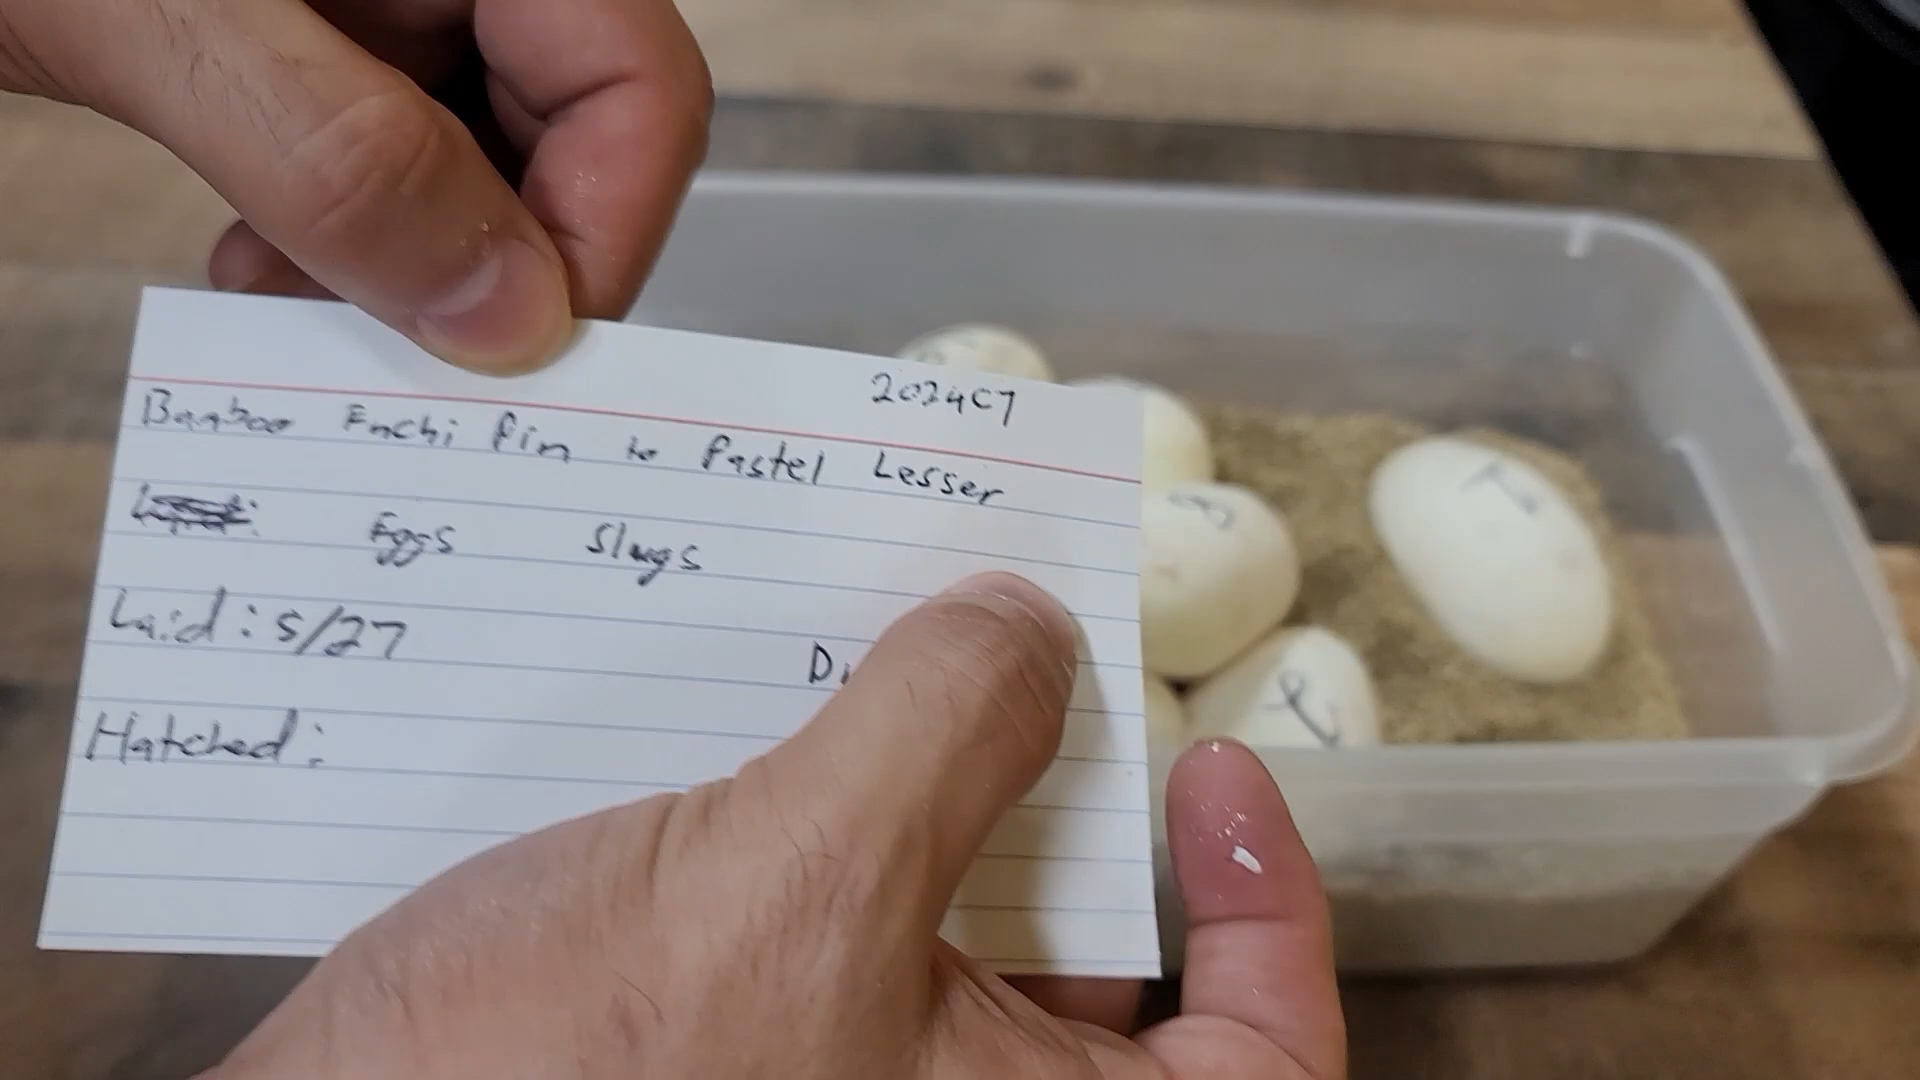 2024C7
Bamboo Enchi Pin to Pastel Lesser
Eggs Slugs
Laid: 5/27
Hatched: